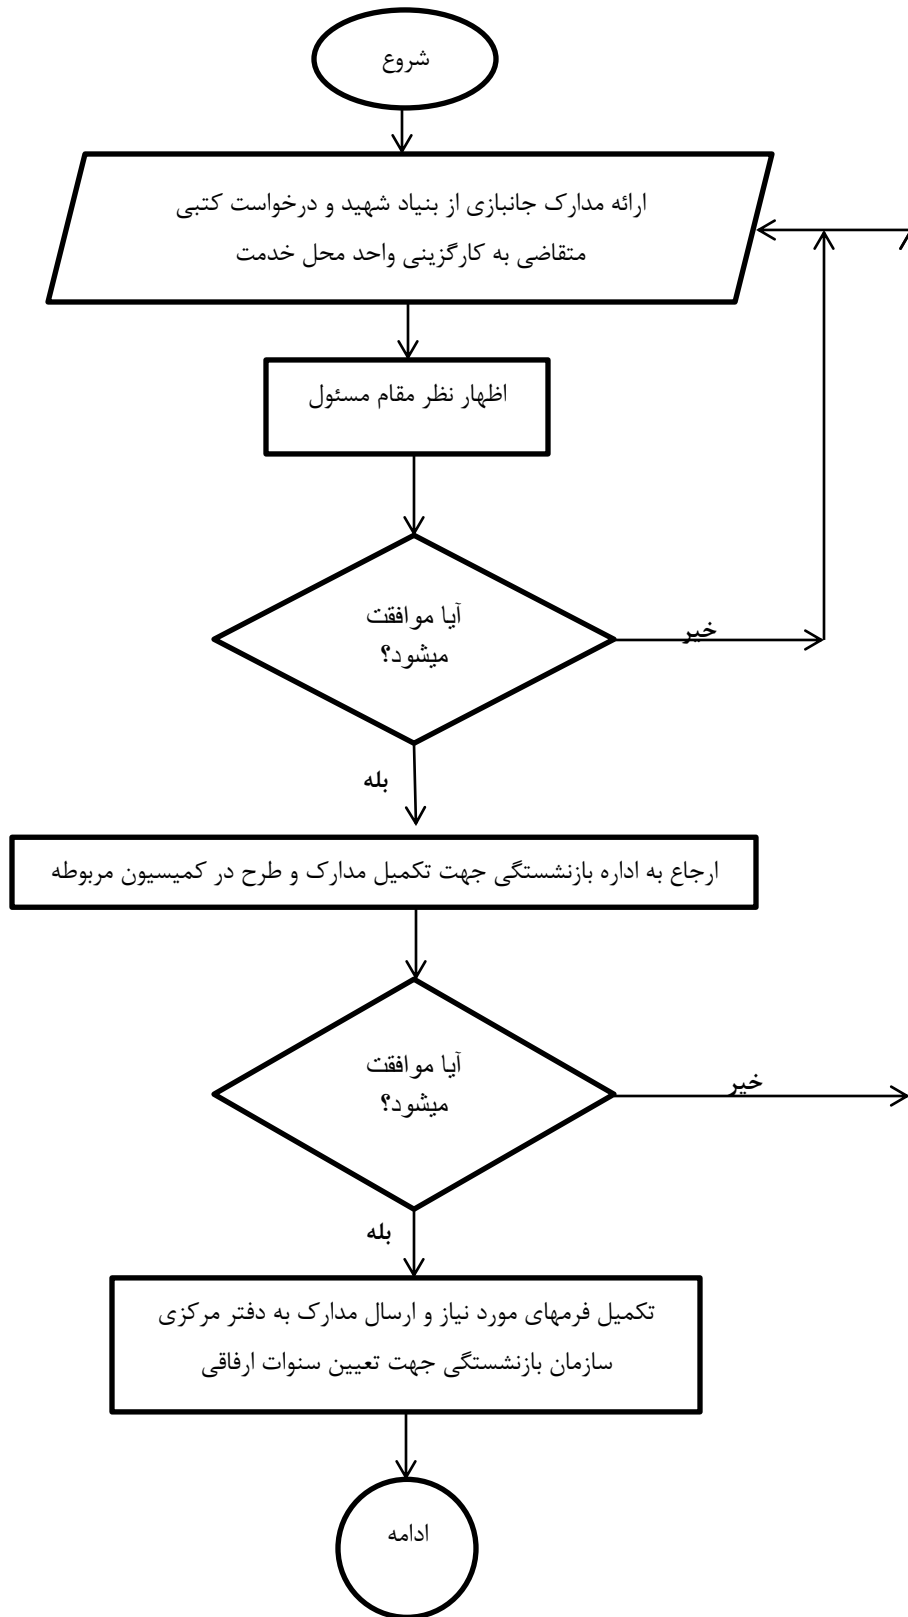 شروع
ارائه مدارک جانبازی از بنیاد شهید و درخواست کتبی
متقاضی به کارگزینی واحد محل خدمت
اظهار نظر مقام مسئول
آیا موافقت
میشود؟
خیر
بله
ارجاع به اداره بازنشستگی جهت تکمیل مدارک و طرح در کمیسیون مربوطه
آیا موافقت
میشود؟
خیر
بله
تکمیل فرمهای مورد نیاز و ارسال مدارک به دفتر مرکزی
سازمان بازنشستگی جهت تعیین سنوات ارفاقی
ادامه